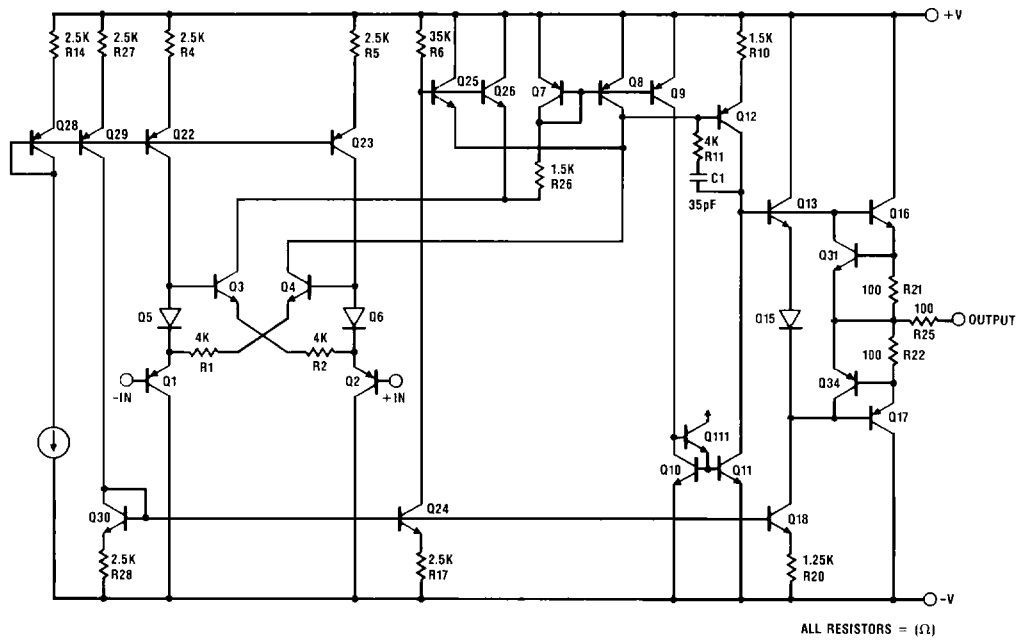 +V
2.5K
R14
2.5K
R27
2.5K
R4
2.5K
R5
35K
R6
1.5K
R10
Q25
Q26
Q7
Q8
Q9
Q12
Q28
Q29
Q22
Q23
4K
R11
C1
35pF
1.5K
R26
Q13
Q16
Q31
Q3
Q4
Q5
Q6
100
R21
Q15
100
R25
OUTPUT
4K
R1
4K
R2
100
R22
Q1
Q2
-IN
+IN
Q34
Q17
Q111
Q10
Q11
Q30
Q24
Q18
2.5K
R28
2.5K
R17
1.25K
R20
-V
ALL RESISTORS = (Ω)